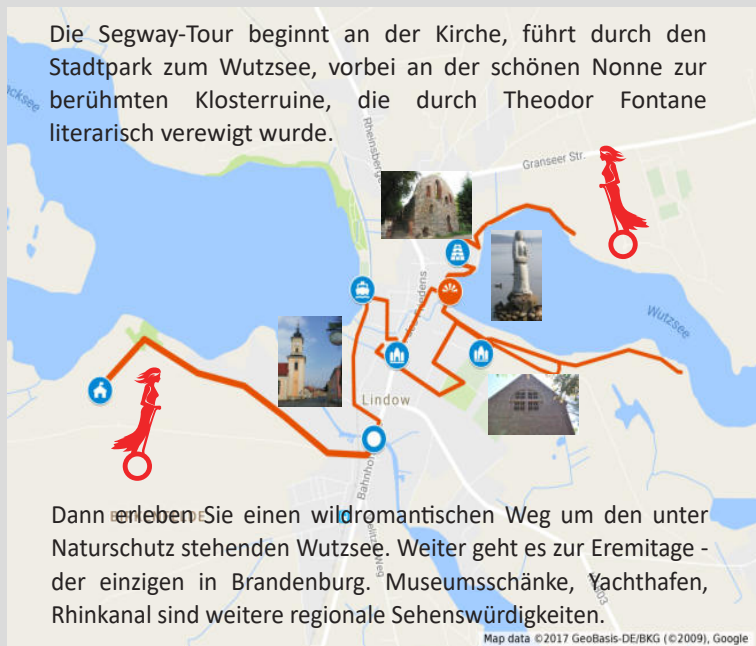 Die Segway-Tour beginnt an der Kirche, führt durch den
Stadtpark zum Wutzsee, vorbei an der schönen Nonne zur
berühmten Klosterruine, die durch Theodor Fontane
literarisch verewigt wurde.
Granseer Str.
Wutzsee
Lindow
Bahnhof
Dann erleben Sie einen wildromantischen Weg um den unter
Naturschutz stehenden Wutzsee. Weiter geht es zur Eremitage -
der einzigen in Brandenburg. Museumsschänke, Yachthafen,
Rhinkanal sind weitere regionale Sehenswürdigkeiten.
Map data ©2017 GeoBasis-DE/BKG (©2009), Google